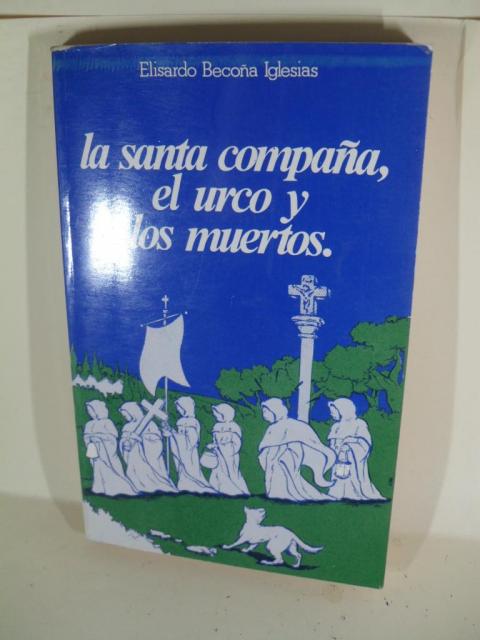 Elisardo Becoña Iglesias
la santa compaña,
el urco y
los muertos.